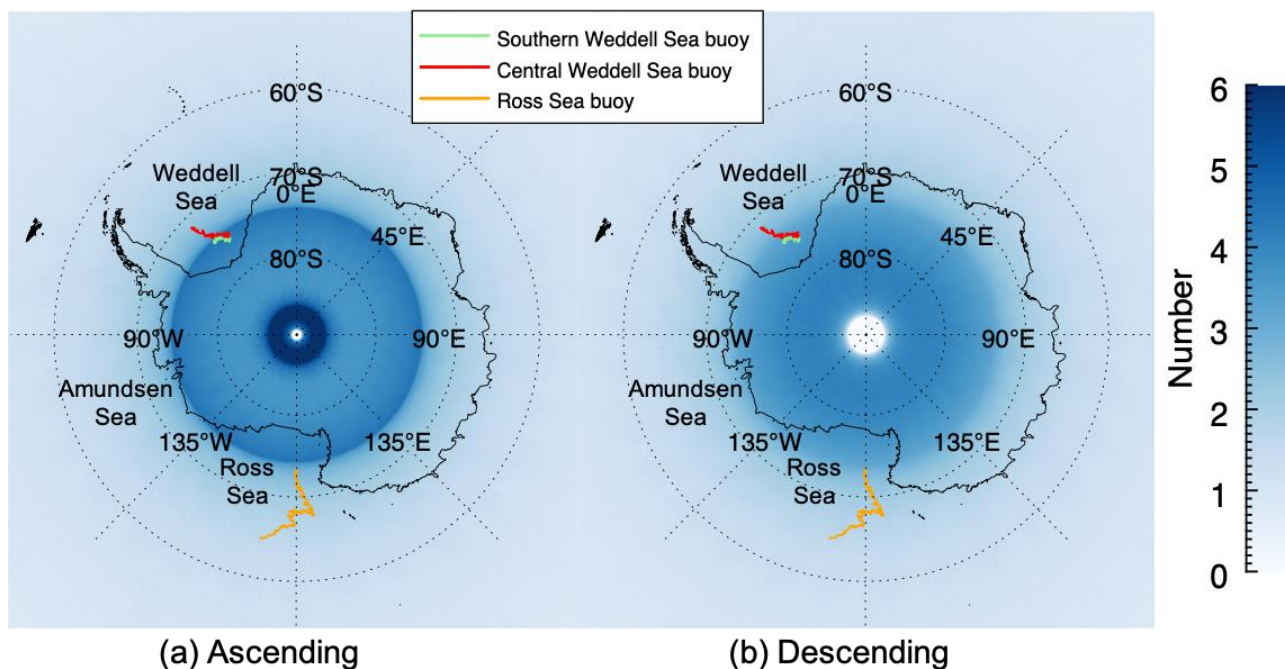 Southern Weddell Sea buoy
Central Weddell Sea buoy
Ross Sea buoy
60°S
Weddell
Sea
70°S
0°E
45°E
80°S
90°W
90°E
Amundsen
Sea
135°W
135°E
Ross
Sea
(a) Ascending
60°S
Weddell
Sea
70°S
0°E
45°E
80°S
90°W
90°E
Amundsen
Sea
135°W
135°E
Ross
Sea
(b) Descending
6
5
4
3
2
1
0
Number